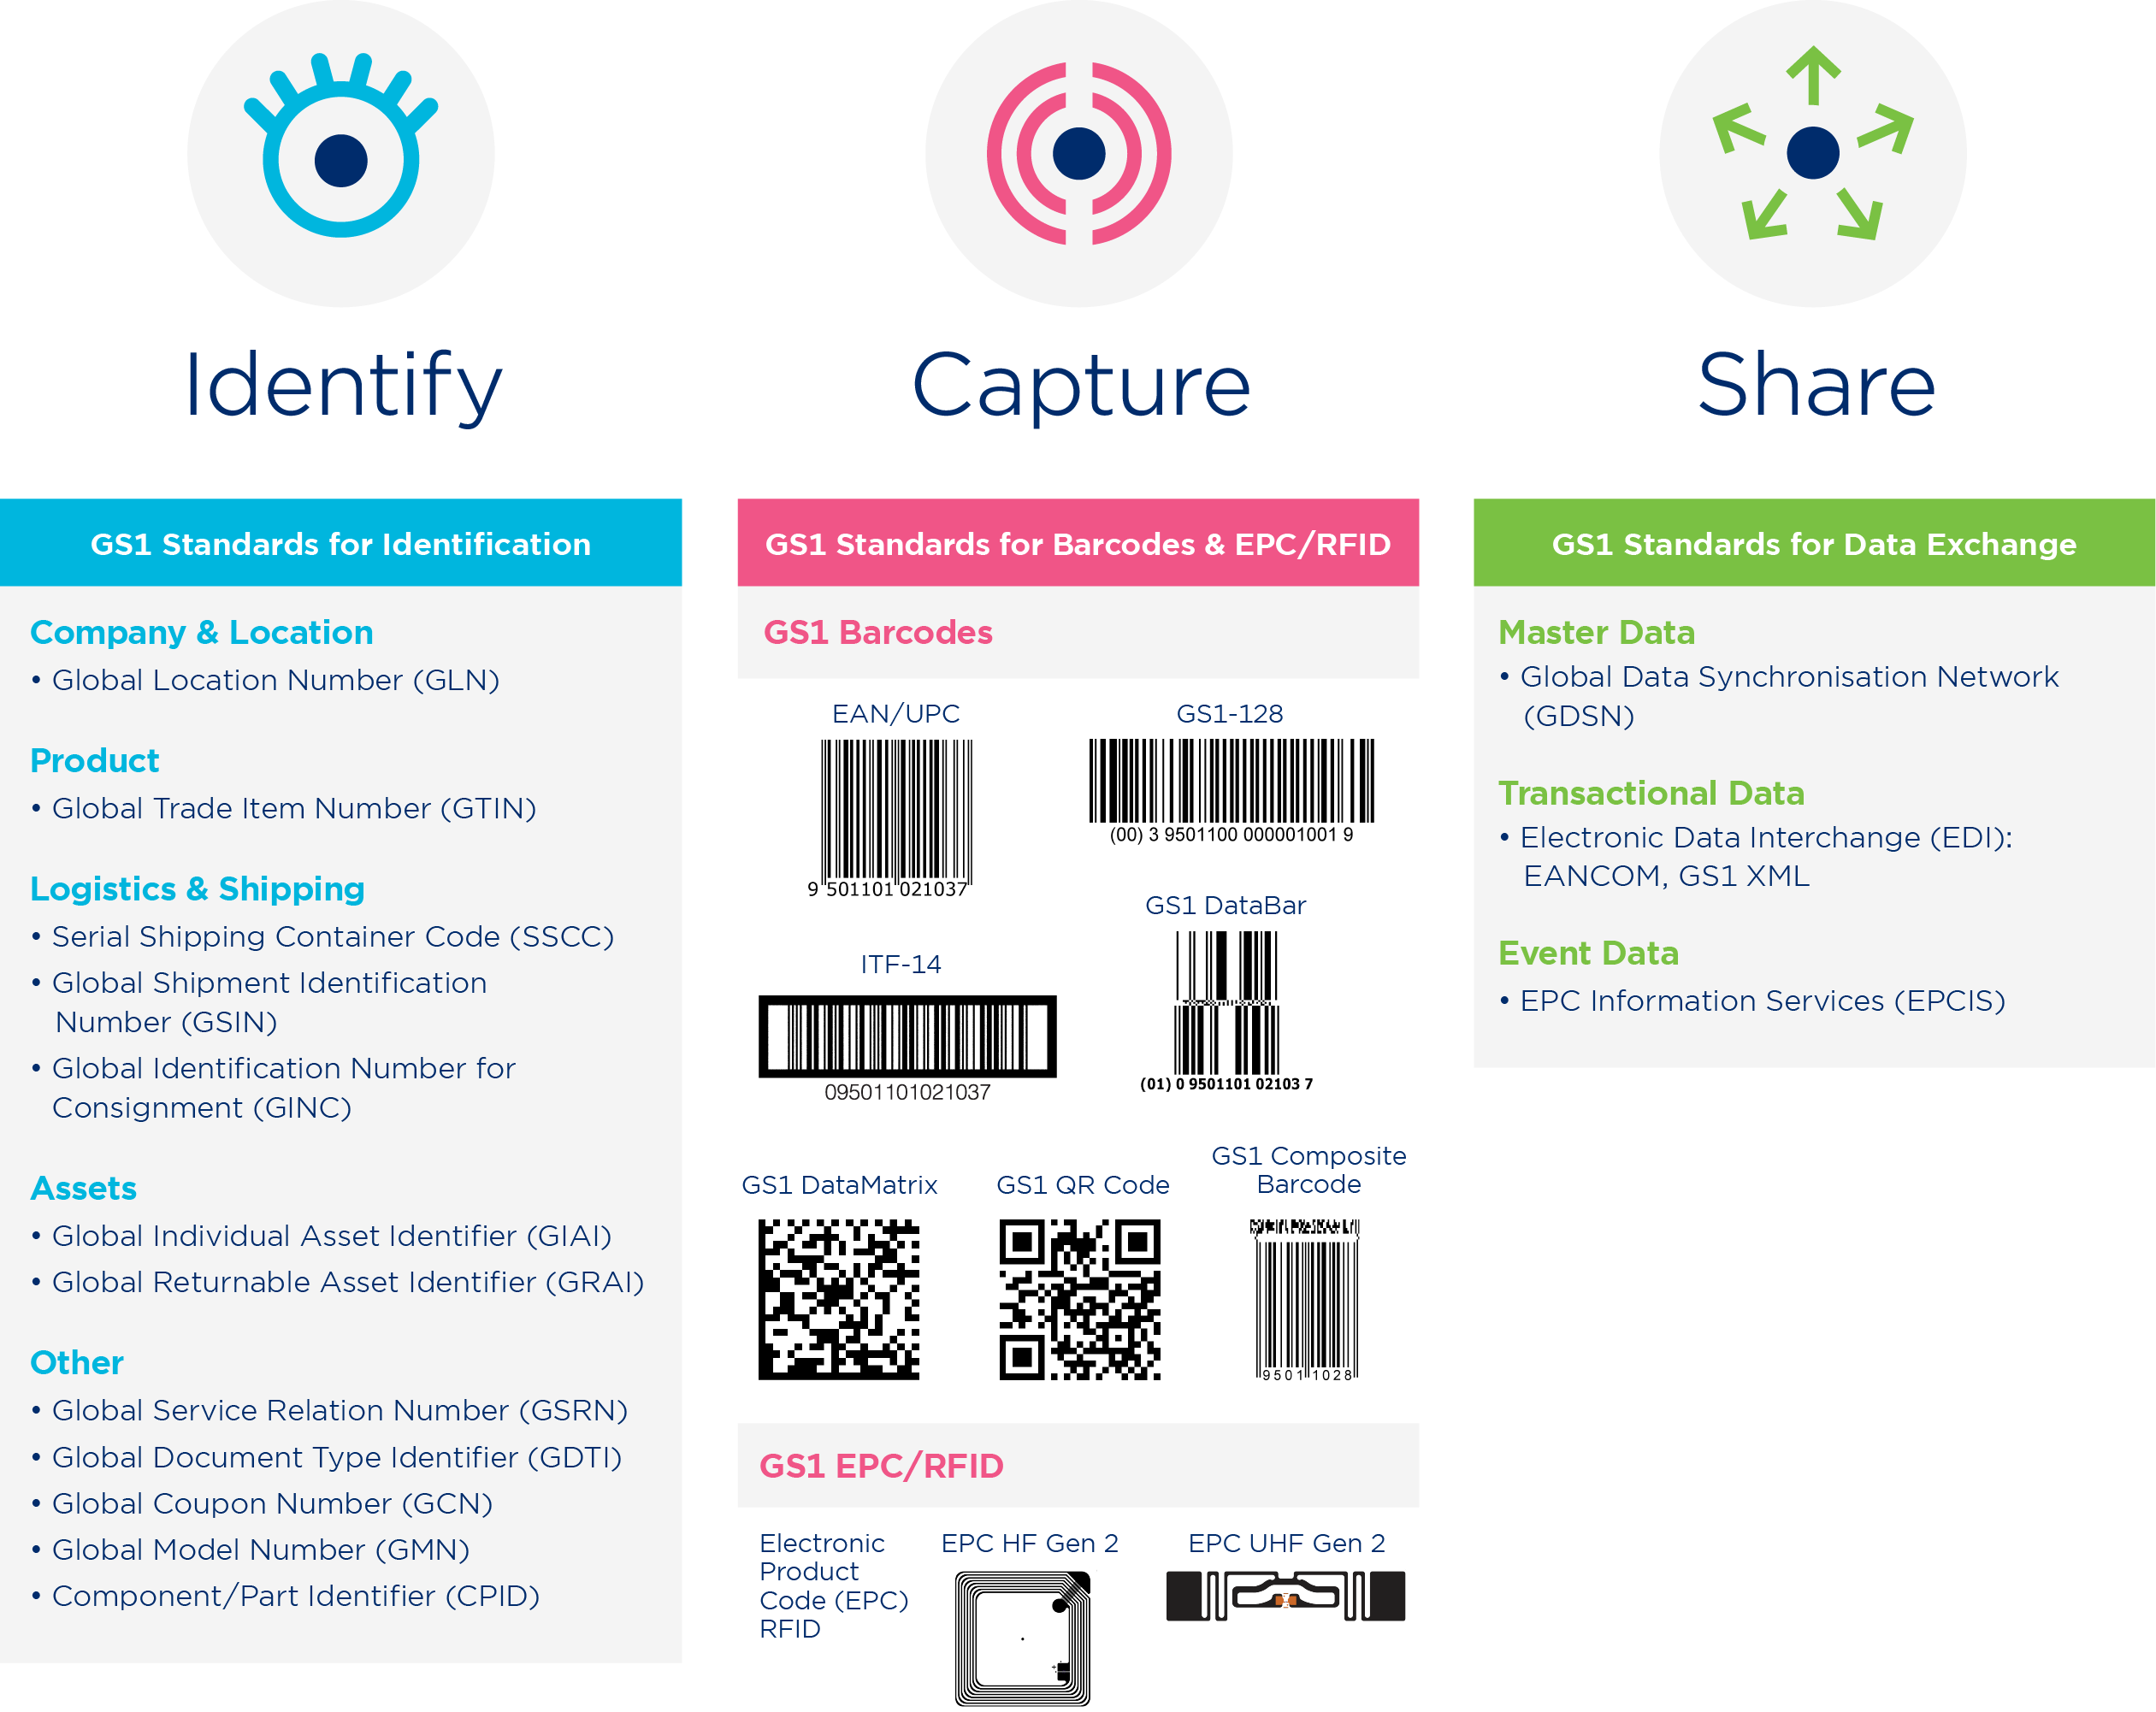 Identify
Capture
Share
GS1 Standards for Identification
Company & Location
• Global Location Number (GLN)
Product
• Global Trade Item Number (GTIN)
Logistics & Shipping
• Serial Shipping Container Code (SSCC)
• Global Shipment Identification
Number (GSIN)
• Global Identification Number for
Consignment (GINC)
Assets
• Global Individual Asset Identifier (GIAI)
• Global Returnable Asset Identifier (GRAI)
Other
• Global Service Relation Number (GSRN)
• Global Document Type Identifier (GDTI)
• Global Coupon Number (GCN)
• Global Model Number (GMN)
• Component/Part Identifier (CPID)
GS1 Standards for Barcodes & EPC/RFID
GS1 Barcodes
EAN/UPC
9 501101 021037
GS1-128
(00) 3 9501100 000001001 9
ITF-14
09501101021037
GS1 DataBar
(01) 0 9501101 02103 7
GS1 DataMatrix
GS1 QR Code
GS1 Composite
Barcode
9501 1028
GS1 EPC/RFID
Electronic
Product
Code (EPC)
RFID
EPC HF Gen 2
EPC UHF Gen 2
GS1 Standards for Data Exchange
Master Data
• Global Data Synchronisation Network
(GDSN)
Transactional Data
• Electronic Data Interchange (EDI):
EANCOM, GS1 XML
Event Data
• EPC Information Services (EPCIS)